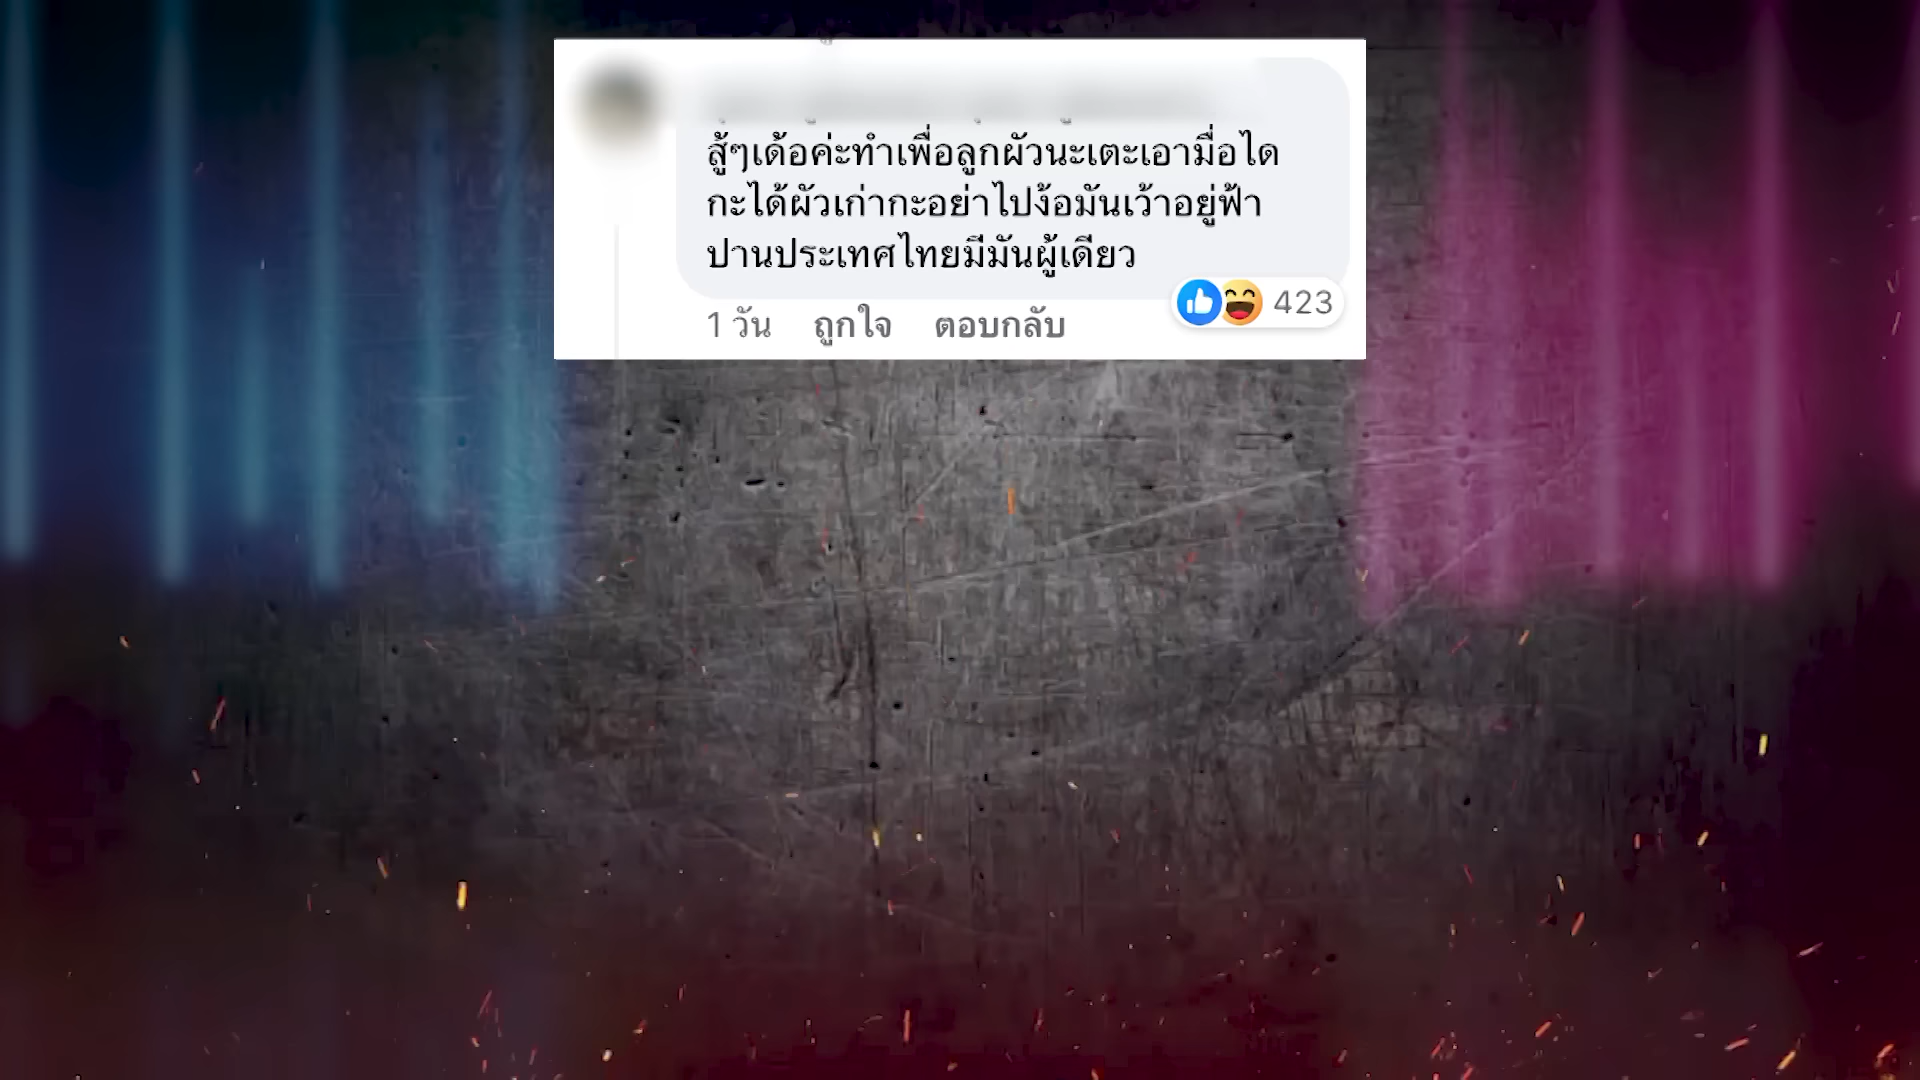 สู้ๆเด้อค่ะทำเพื่อลูกผัวนะเตะเอามื่อได
กะได้ผัวเก่ากะอย่าไปง้อมันเว้าอยู่ฟ้า
ปานประเทศไทยมีมันผู้เดียว
423
1 วัน ถูกใจ ตอบกลับ